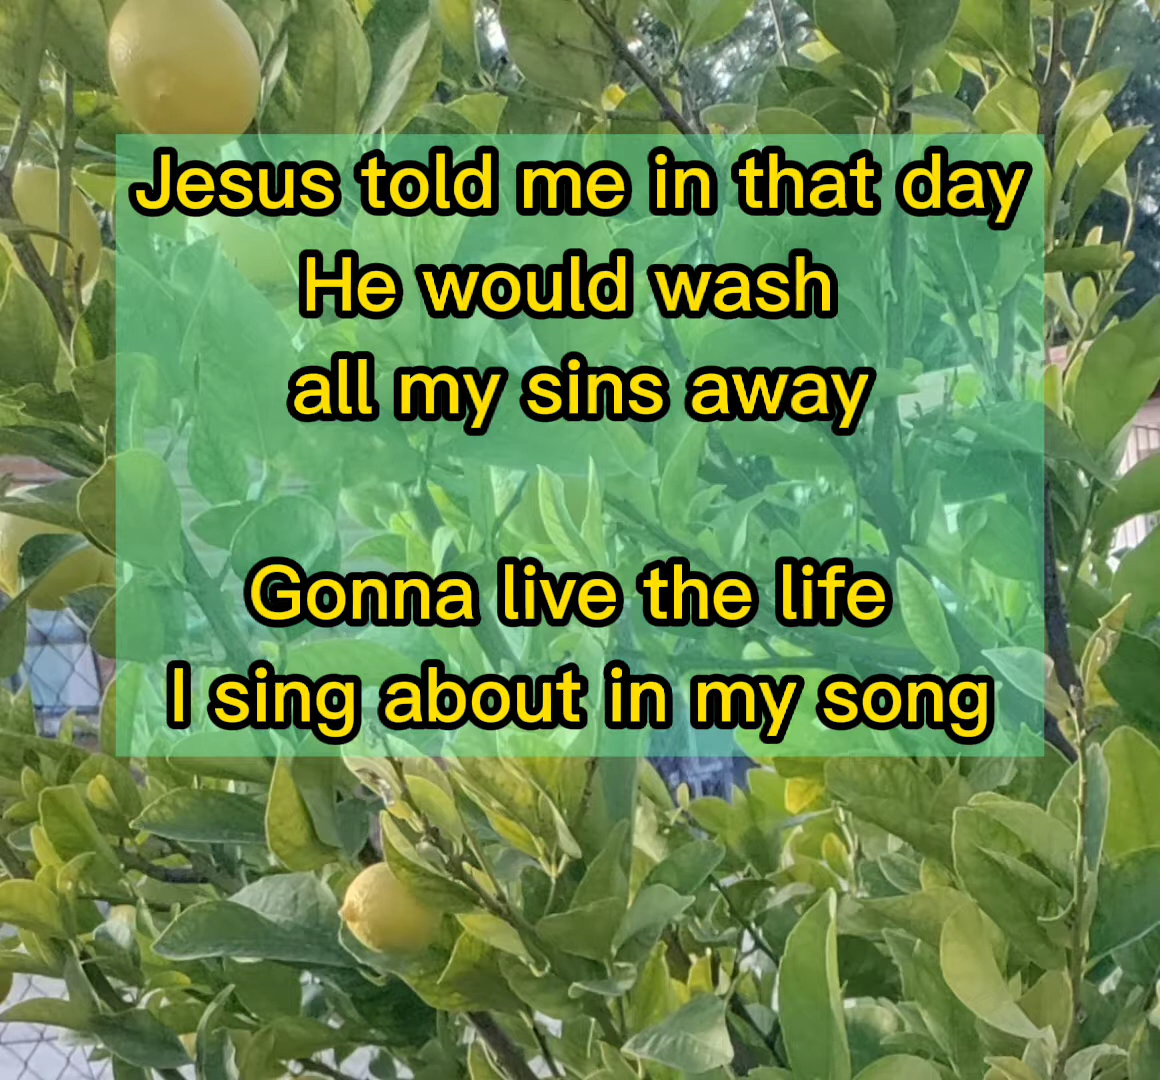 Jesus told me in that day
He would wash
all my sins away
Gonna live the life
I sing about in my song